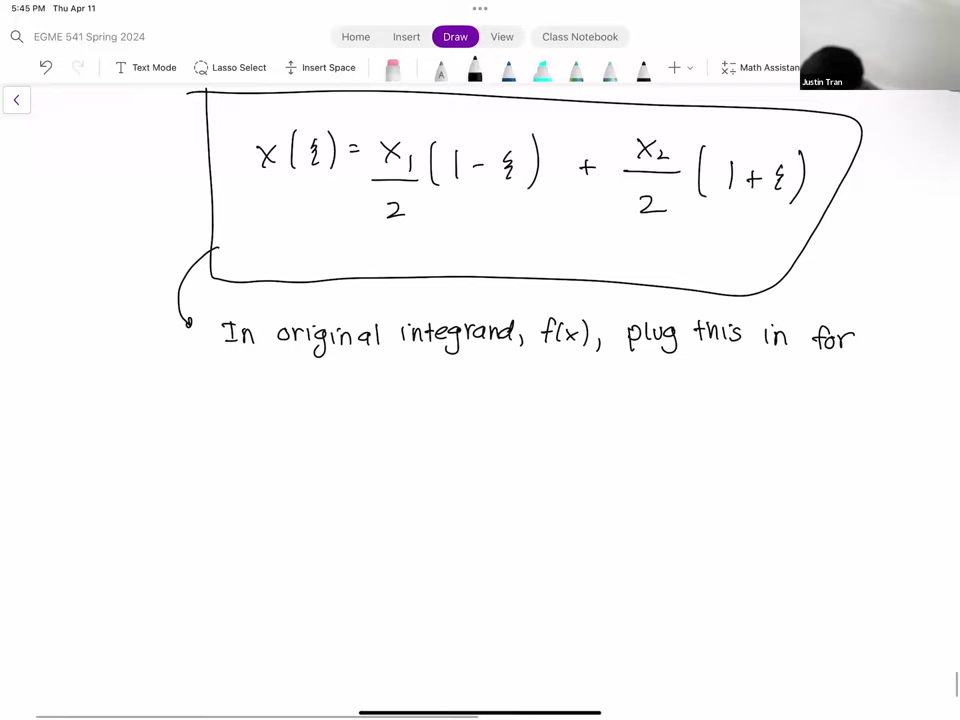 5:45 PM Thu Apr 11
EGME 541 Spring 2024
Home Insert Draw View Class Notebook
Text Mode Lasso Select Insert Space Math Assistan
Justin Tran
x(ξ) = x₁/2 (1 - ξ) + x₂/2 (1 + ξ)
In original integrand, f(x), plug this in for